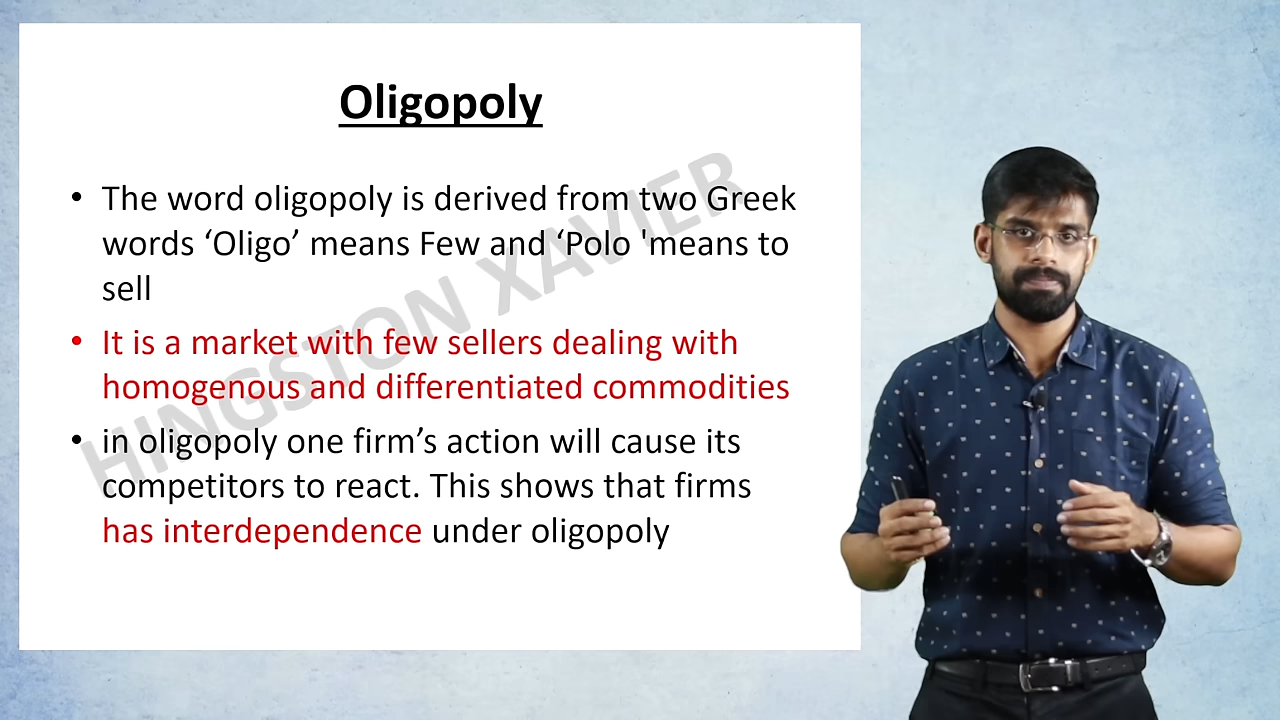 Oligopoly
• The word oligopoly is derived from two Greek
words ‘Oligo’ means Few and ‘Polo 'means to
sell
• It is a market with few sellers dealing with
homogenous and differentiated commodities
• in oligopoly one firm’s action will cause its
competitors to react. This shows that firms
has interdependence under oligopoly
HINGSTON XAVIER